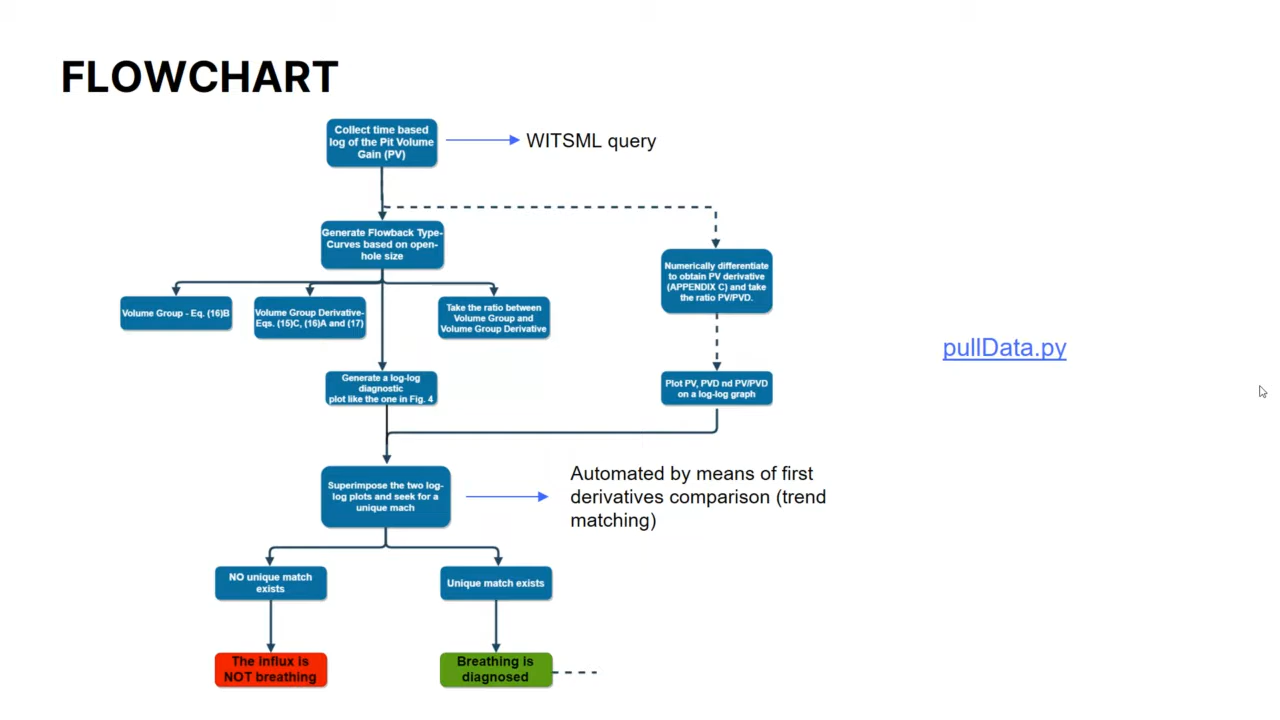 FLOWCHART
Collect time based
log of the Pit Volume
Gain (PV)
WITSML query
Generate Flowback Type-
Curves based on open-
hole size
Numerically differentiate
to obtain PV derivative
(APPENDIX C) and take
the ratio PV/PVD.
Volume Group - Eq. (16)B
Volume Group Derivative-
Eqs. (15)C, (16)A and (17)
Take the ratio between
Volume Group and
Volume Group Derivative
pullData.py
Generate a log-log
diagnostic
plot like the one in Fig. 4
Plot PV, PVD nd PV/PVD
on a log-log graph
Superimpose the two log-
log plots and seek for a
unique mach
Automated by means of first
derivatives comparison (trend
matching)
NO unique match
exists
Unique match exists
The Influx is
NOT breathing
Breathing is
diagnosed